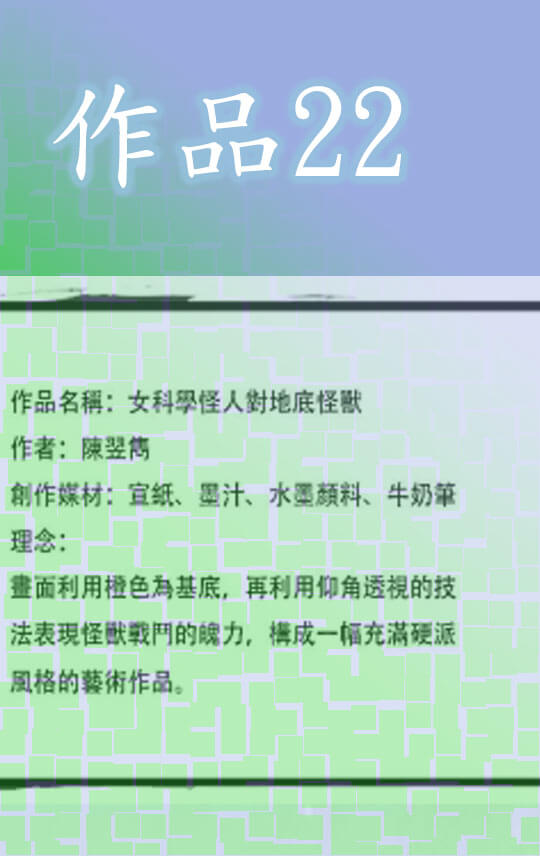 作品22
作品名稱：女科學怪人對地底怪獸
作者：陳翌雋
創作媒材：宣紙、墨汁、水墨顏料、牛奶筆
理念：
畫面利用橙色為基底，再利用仰角透視的技
法表現怪獸戰鬥的魄力，構成一幅充滿硬派
風格的藝術作品。